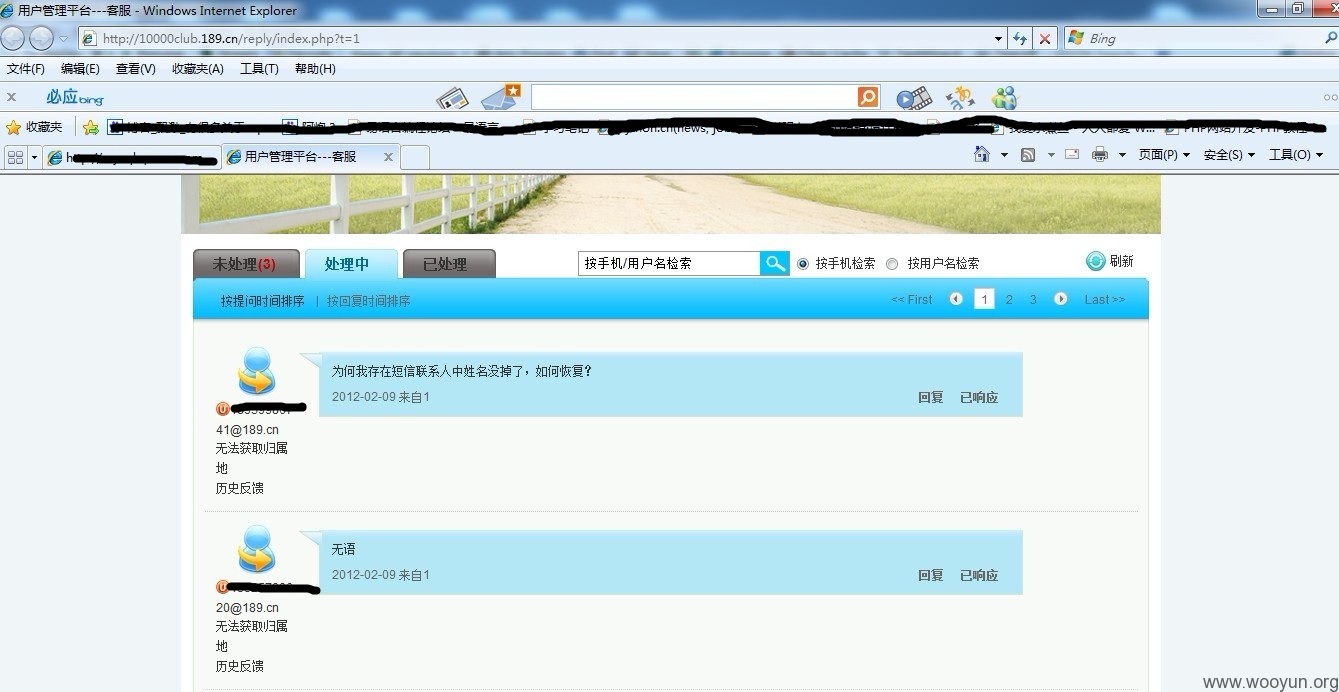 用户管理平台---客服 - Windows Internet Explorer
http://10000club.189.cn/reply/index.php?t=1
Bing
文件(F) 编辑(E) 查看(V) 收藏夹(A) 工具(T) 帮助(H)
x 必应bing
收藏夹
用户管理平台---客服 x 页面(P) 安全(S) 工具(O)
未处理(3) 处理中 已处理 按手机/用户名检索 按手机检索 按用户名检索 刷新
按提问时间排序 | 按回复时间排序 << First 1 2 3 Last >>
为何我存在短信联系人中姓名没掉了，如何恢复?
2012-02-09 来自1 回复 已响应
41@189.cn
无法获取归属
地
历史反馈
无语
2012-02-09 来自1 回复 已响应
20@189.cn
无法获取归属
地
历史反馈
www.wooyun.org